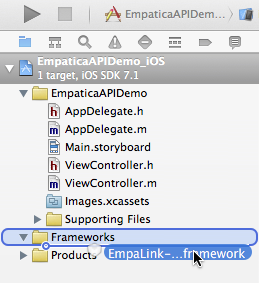 EmpaticaAPIDemo...
EmpaticaAPIDemo_iOS
1 target, iOS SDK 7.1
EmpaticaAPIDemo
AppDelegate.h
AppDelegate.m
Main.storyboard
ViewController.h
ViewController.m
Images.xcassets
Supporting Files
Frameworks
Products
EmpaLink-...framework